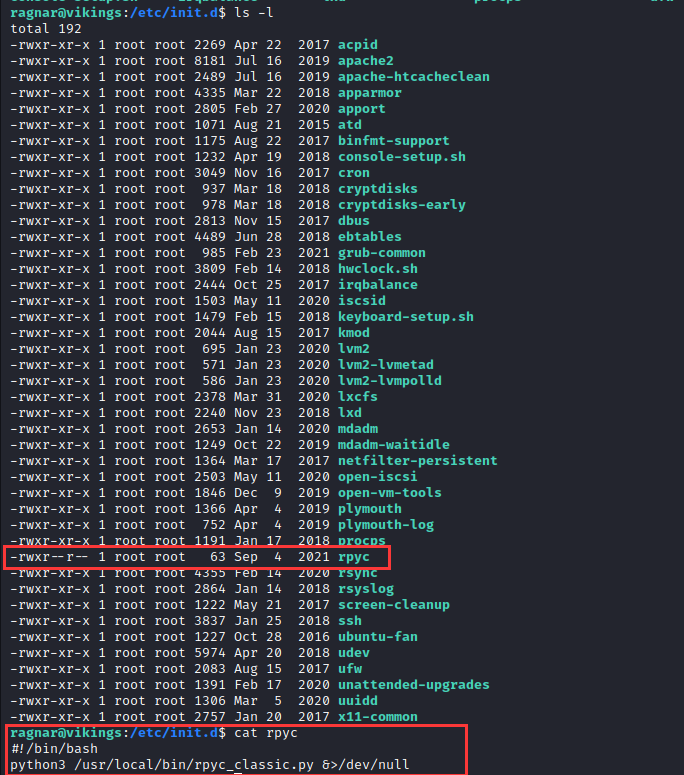 ragnar@vikings:/etc/init.d$ ls -l
total 192
-rwxr-xr-x 1 root root 2269 Apr 22  2017 acpid
-rwxr-xr-x 1 root root 8181 Jul 16  2019 apache2
-rwxr-xr-x 1 root root 2489 Jul 16  2019 apache-htcacheclean
-rwxr-xr-x 1 root root 4335 Mar 22  2018 apparmor
-rwxr-xr-x 1 root root 2805 Feb 27  2020 apport
-rwxr-xr-x 1 root root 1071 Aug 21  2015 atd
-rwxr-xr-x 1 root root 1175 Aug 22  2017 binfmt-support
-rwxr-xr-x 1 root root 1232 Apr 19  2018 console-setup.sh
-rwxr-xr-x 1 root root 3049 Nov 16  2017 cron
-rwxr-xr-x 1 root root  937 Mar 18  2018 cryptdisks
-rwxr-xr-x 1 root root  978 Mar 18  2018 cryptdisks-early
-rwxr-xr-x 1 root root 2813 Nov 15  2017 dbus
-rwxr-xr-x 1 root root 4489 Jun 28  2018 ebtables
-rwxr-xr-x 1 root root  985 Feb 23  2021 grub-common
-rwxr-xr-x 1 root root 3809 Feb 14  2018 hwclock.sh
-rwxr-xr-x 1 root root 2444 Oct 25  2017 irqbalance
-rwxr-xr-x 1 root root 1503 May 11  2020 iscsid
-rwxr-xr-x 1 root root 1479 Feb 15  2018 keyboard-setup.sh
-rwxr-xr-x 1 root root 2044 Aug 15  2017 kmod
-rwxr-xr-x 1 root root  695 Jan 23  2020 lvm2
-rwxr-xr-x 1 root root  571 Jan 23  2020 lvm2-lvmetad
-rwxr-xr-x 1 root root  586 Jan 23  2020 lvm2-lvmpolld
-rwxr-xr-x 1 root root 2378 Mar 31  2020 lxcfs
-rwxr-xr-x 1 root root 2240 Nov 23  2018 lxd
-rwxr-xr-x 1 root root 2653 Jan 14  2020 mdadm
-rwxr-xr-x 1 root root 1249 Oct 22  2019 mdadm-waitidle
-rwxr-xr-x 1 root root 1364 Mar 17  2017 netfilter-persistent
-rwxr-xr-x 1 root root 2503 May 11  2020 open-iscsi
-rwxr-xr-x 1 root root 1846 Dec  9  2019 open-vm-tools
-rwxr-xr-x 1 root root 1366 Apr  4  2019 plymouth
-rwxr-xr-x 1 root root  752 Apr  4  2019 plymouth-log
-rwxr-xr-x 1 root root 1191 Jan 17  2018 procps
-rwxr--r-- 1 root root   63 Sep  4  2021 rpyc
-rwxr-xr-x 1 root root 4355 Feb 14  2020 rsync
-rwxr-xr-x 1 root root 2864 Jan 14  2018 rsyslog
-rwxr-xr-x 1 root root 1222 May 21  2017 screen-cleanup
-rwxr-xr-x 1 root root 3837 Jan 25  2018 ssh
-rwxr-xr-x 1 root root 1227 Oct 28  2016 ubuntu-fan
-rwxr-xr-x 1 root root 5974 Apr 20  2018 udev
-rwxr-xr-x 1 root root 2083 Aug 15  2017 ufw
-rwxr-xr-x 1 root root 1391 Feb 17  2020 unattended-upgrades
-rwxr-xr-x 1 root root 1306 Mar  5  2020 uuidd
-rwxr-xr-x 1 root root 2757 Jan 20  2017 x11-common
ragnar@vikings:/etc/init.d$ cat rpyc
#!/bin/bash
python3 /usr/local/bin/rpyc_classic.py &>/dev/null